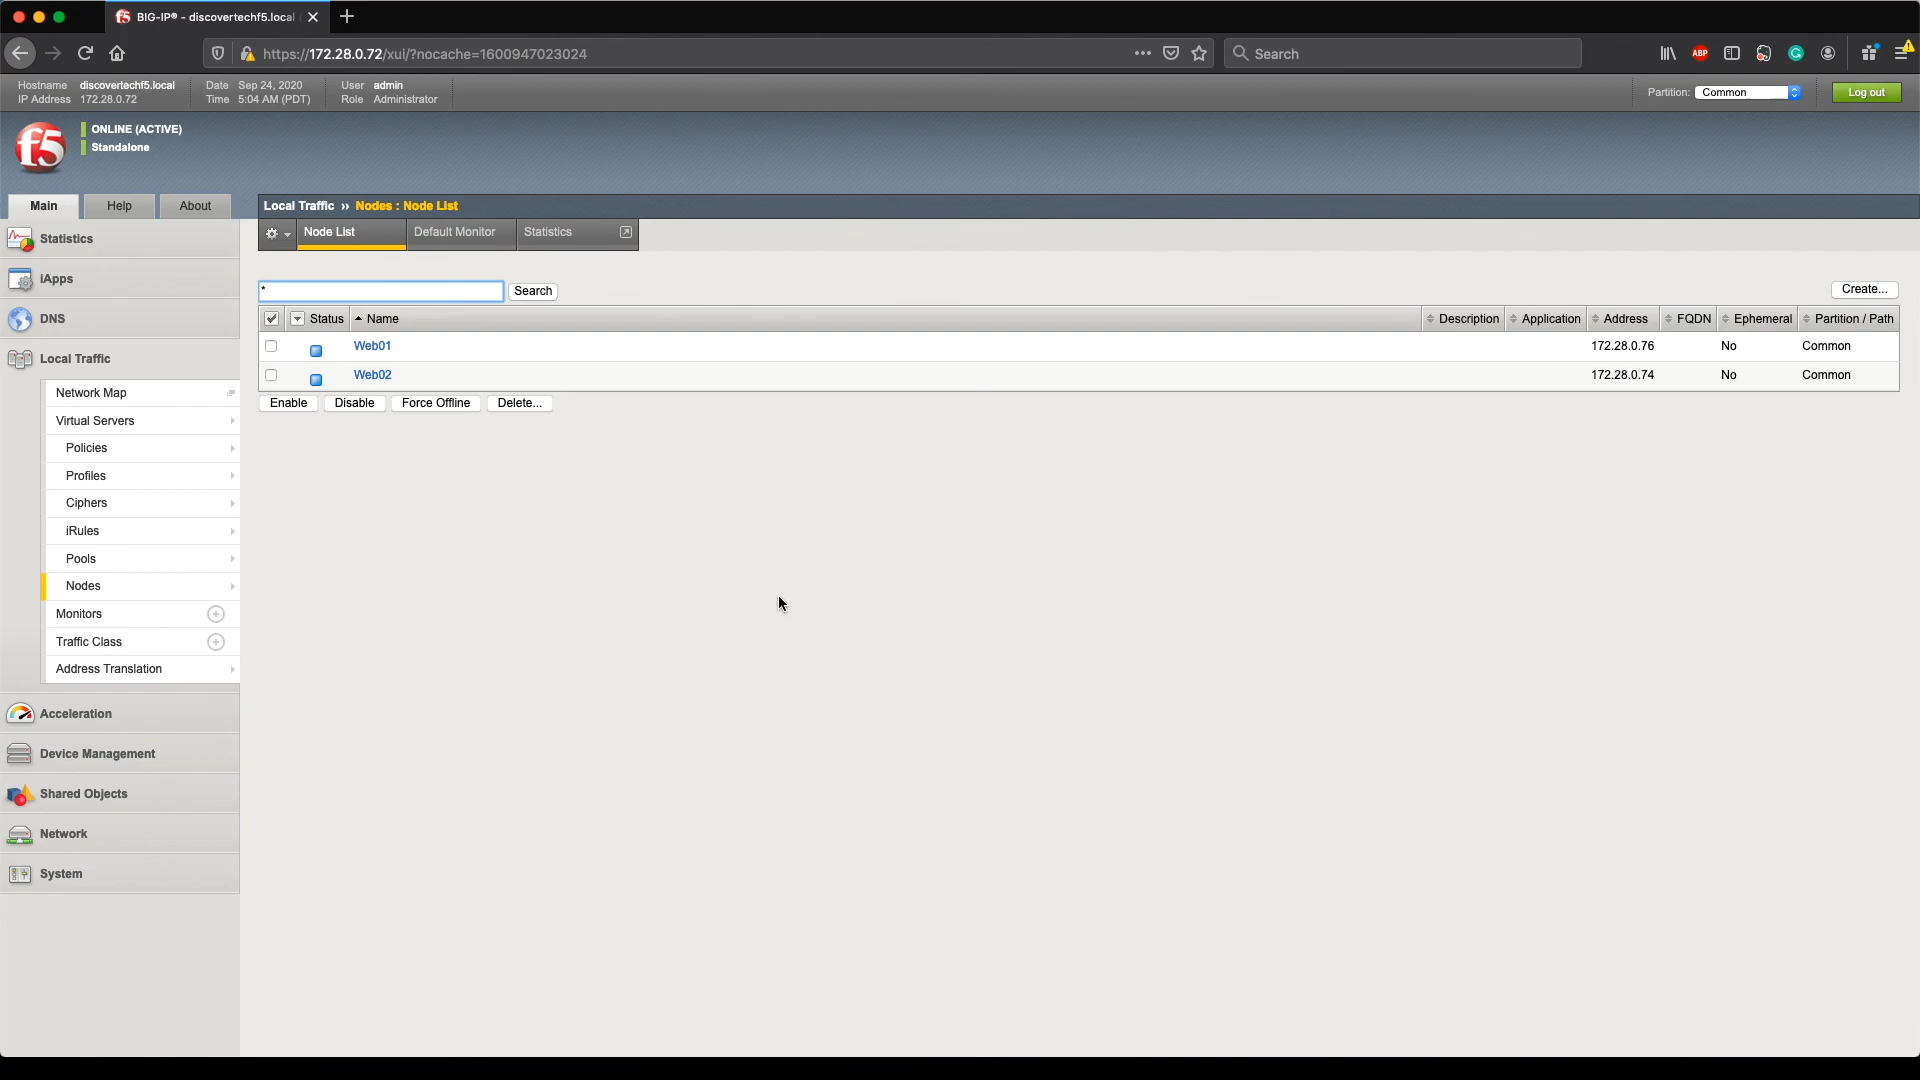 BIG-IP® - discovertechf5.local
https://172.28.0.72/xui/?nocache=1600947023024
Search
ABP
Hostname discovertechf5.local
IP Address 172.28.0.72
Date Sep 24, 2020
Time 5:04 AM (PDT)
User admin
Role Administrator
Partition: Common
Log out
f5
ONLINE (ACTIVE)
Standalone
Main
Help
About
Local Traffic » Nodes : Node List
Node List
Default Monitor
Statistics
Statistics
iApps
DNS
Local Traffic
Network Map
Virtual Servers
Policies
Profiles
Ciphers
iRules
Pools
Nodes
Monitors
Traffic Class
Address Translation
Acceleration
Device Management
Shared Objects
Network
System
*
Search
Create...
Status Name Description Application Address FQDN Ephemeral Partition / Path
Web01 172.28.0.76 No Common
Web02 172.28.0.74 No Common
Enable Disable Force Offline Delete...